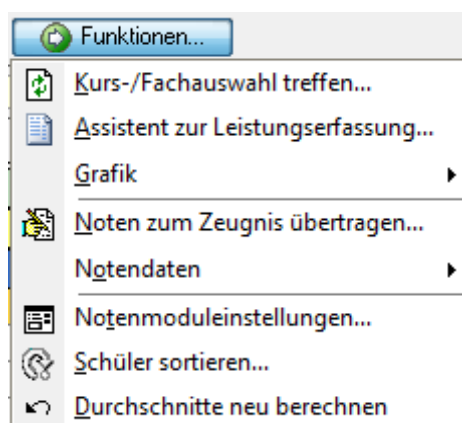 Funktionen...
Kurs-/Fachauswahl treffen...
Assistent zur Leistungserfassung...
Grafik
Noten zum Zeugnis übertragen...
Notendaten
Notenmoduleinstellungen...
Schüler sortieren...
Durchschnitte neu berechnen